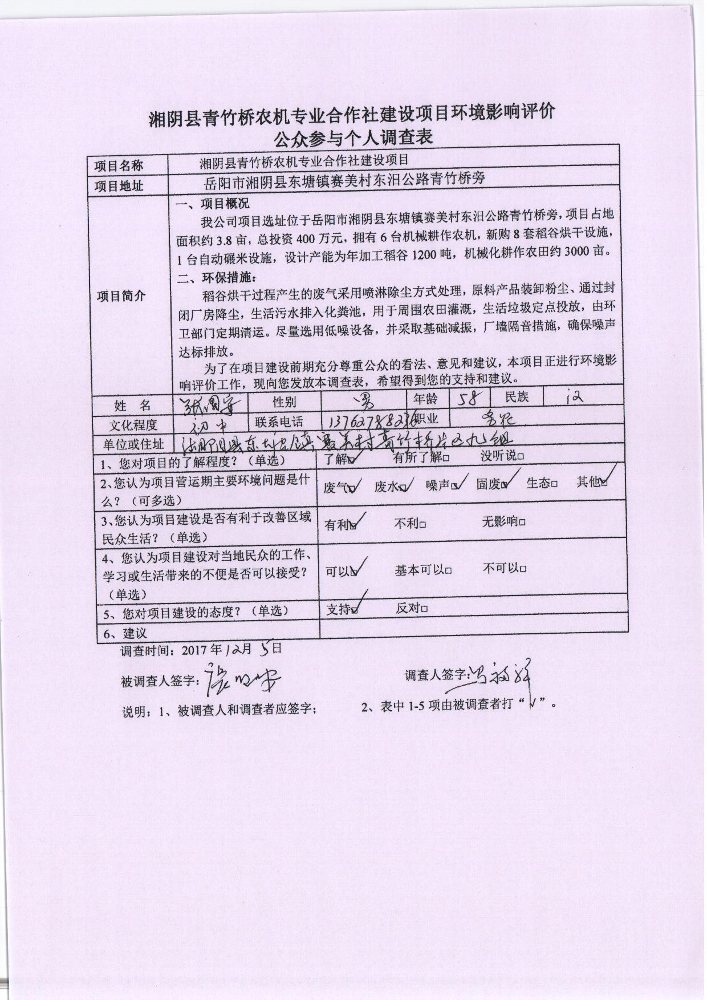 湘阴县青竹桥农机专业合作社建设项目环境影响评价
公众参与个人调查表
项目名称 湘阴县青竹桥农机专业合作社建设项目
项目地址 岳阳市湘阴县东塘镇赛美村东汨公路青竹桥旁
项目简介
一、项目概况
我公司项目选址位于岳阳市湘阴县东塘镇赛美村东汨公路青竹桥旁，项目占地
面积约 3.8 亩，总投资 400 万元，拥有 6 台机械耕作农机，新购 8 套稻谷烘干设施，
1 台自动碾米设施，设计产能为年加工稻谷 1200 吨，机械化耕作农田约 3000 亩。
二、环保措施：
稻谷烘干过程产生的废气采用喷淋除尘方式处理，原料产品装卸粉尘、通过封
闭厂房降尘，生活污水排入化粪池，用于周围农田灌溉，生活垃圾定点投放，由环
卫部门定期清运。尽量选用低噪设备，并采取基础减振，厂墙隔音措施，确保噪声
达标排放。
为了在项目建设前期充分尊重公众的看法、意见和建议，本项目正进行环境影
响评价工作，现向您发放本调查表，希望得到您的支持和建议。
姓 名 性别 男 年龄 58 民族 汉
文化程度 初中 联系电话 职业 务农
单位或住址 湘阴县东塘镇赛美村青竹桥片区九组
1、您对项目的了解程度？（单选） 了解☑ 有所了解□ 没听说□
2、您认为项目营运期主要环境问题是什
么？（可多选） 废气☑ 废水☑ 噪声☑ 固废☑ 生态□ 其他☑
3、您认为项目建设是否有利于改善区域
民众生活？（单选） 有利☑ 不利□ 无影响□
4、您认为项目建设对当地民众的工作、
学习或生活带来的不便是否可以接受？
（单选） 可以☑ 基本可以□ 不可以□
5、您对项目建设的态度？（单选） 支持☑ 反对□
6、建议
调查时间：2017 年 12月 5日
被调查人签字： 调查人签字：
说明：1、被调查人和调查者应签字； 2、表中 1-5 项由被调查者打“√”。